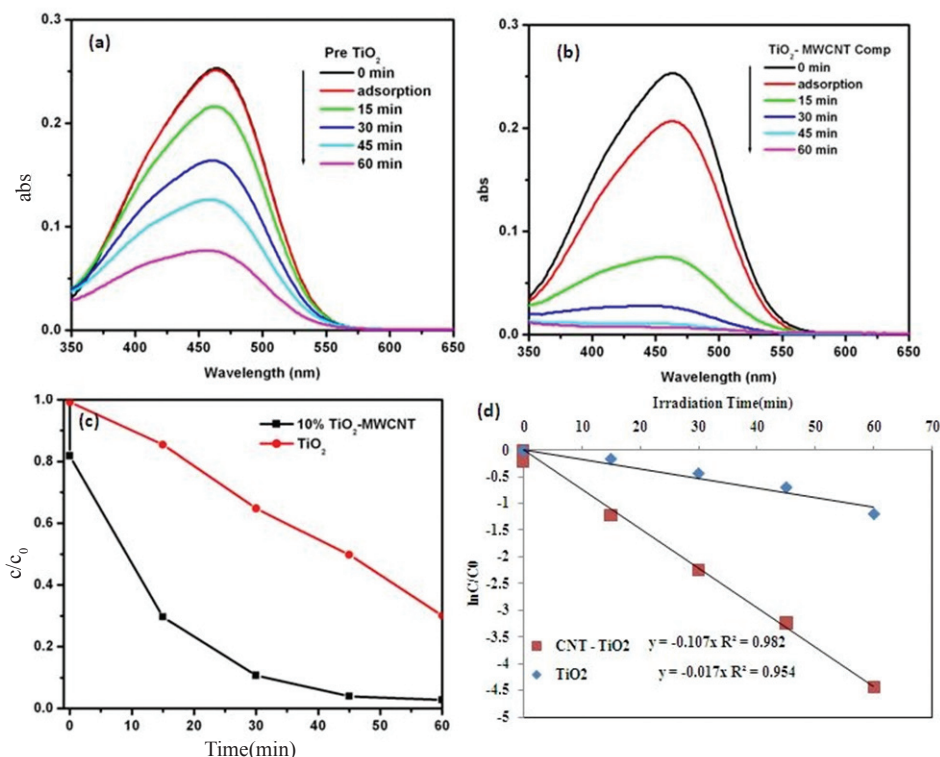 (a)
Pre TiO₂
0 min
adsorption
15 min
30 min
45 min
60 min
abs
0.3
0.2
0.1
0.0
350 400 450 500 550 600 650
Wavelength (nm)
(b)
TiO₂- MWCNT Comp
0 min
adsorption
15 min
30 min
45 min
60 min
abs
0.3
0.2
0.1
0.0
350 400 450 500 550 600 650
Wavelength (nm)
(c)
10% TiO₂-MWCNT
TiO₂
c/c₀
1.0
0.8
0.6
0.4
0.2
0.0
0 15 30 45 60
Time(min)
(d)
Irradiation Time(min)
0 10 20 30 40 50 60 70
0
-0.5
-1
-1.5
-2
-2.5
-3
-3.5
-4
-4.5
-5
lnC/C0
CNT - TiO2 y = -0.107x R² = 0.982
TiO2 y = -0.017x R² = 0.954